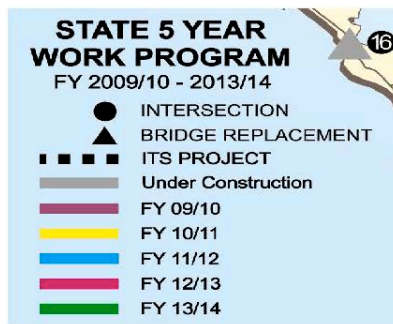 STATE 5 YEAR
WORK PROGRAM
FY 2009/10 - 2013/14
16
INTERSECTION
BRIDGE REPLACEMENT
ITS PROJECT
Under Construction
FY 09/10
FY 10/11
FY 11/12
FY 12/13
FY 13/14